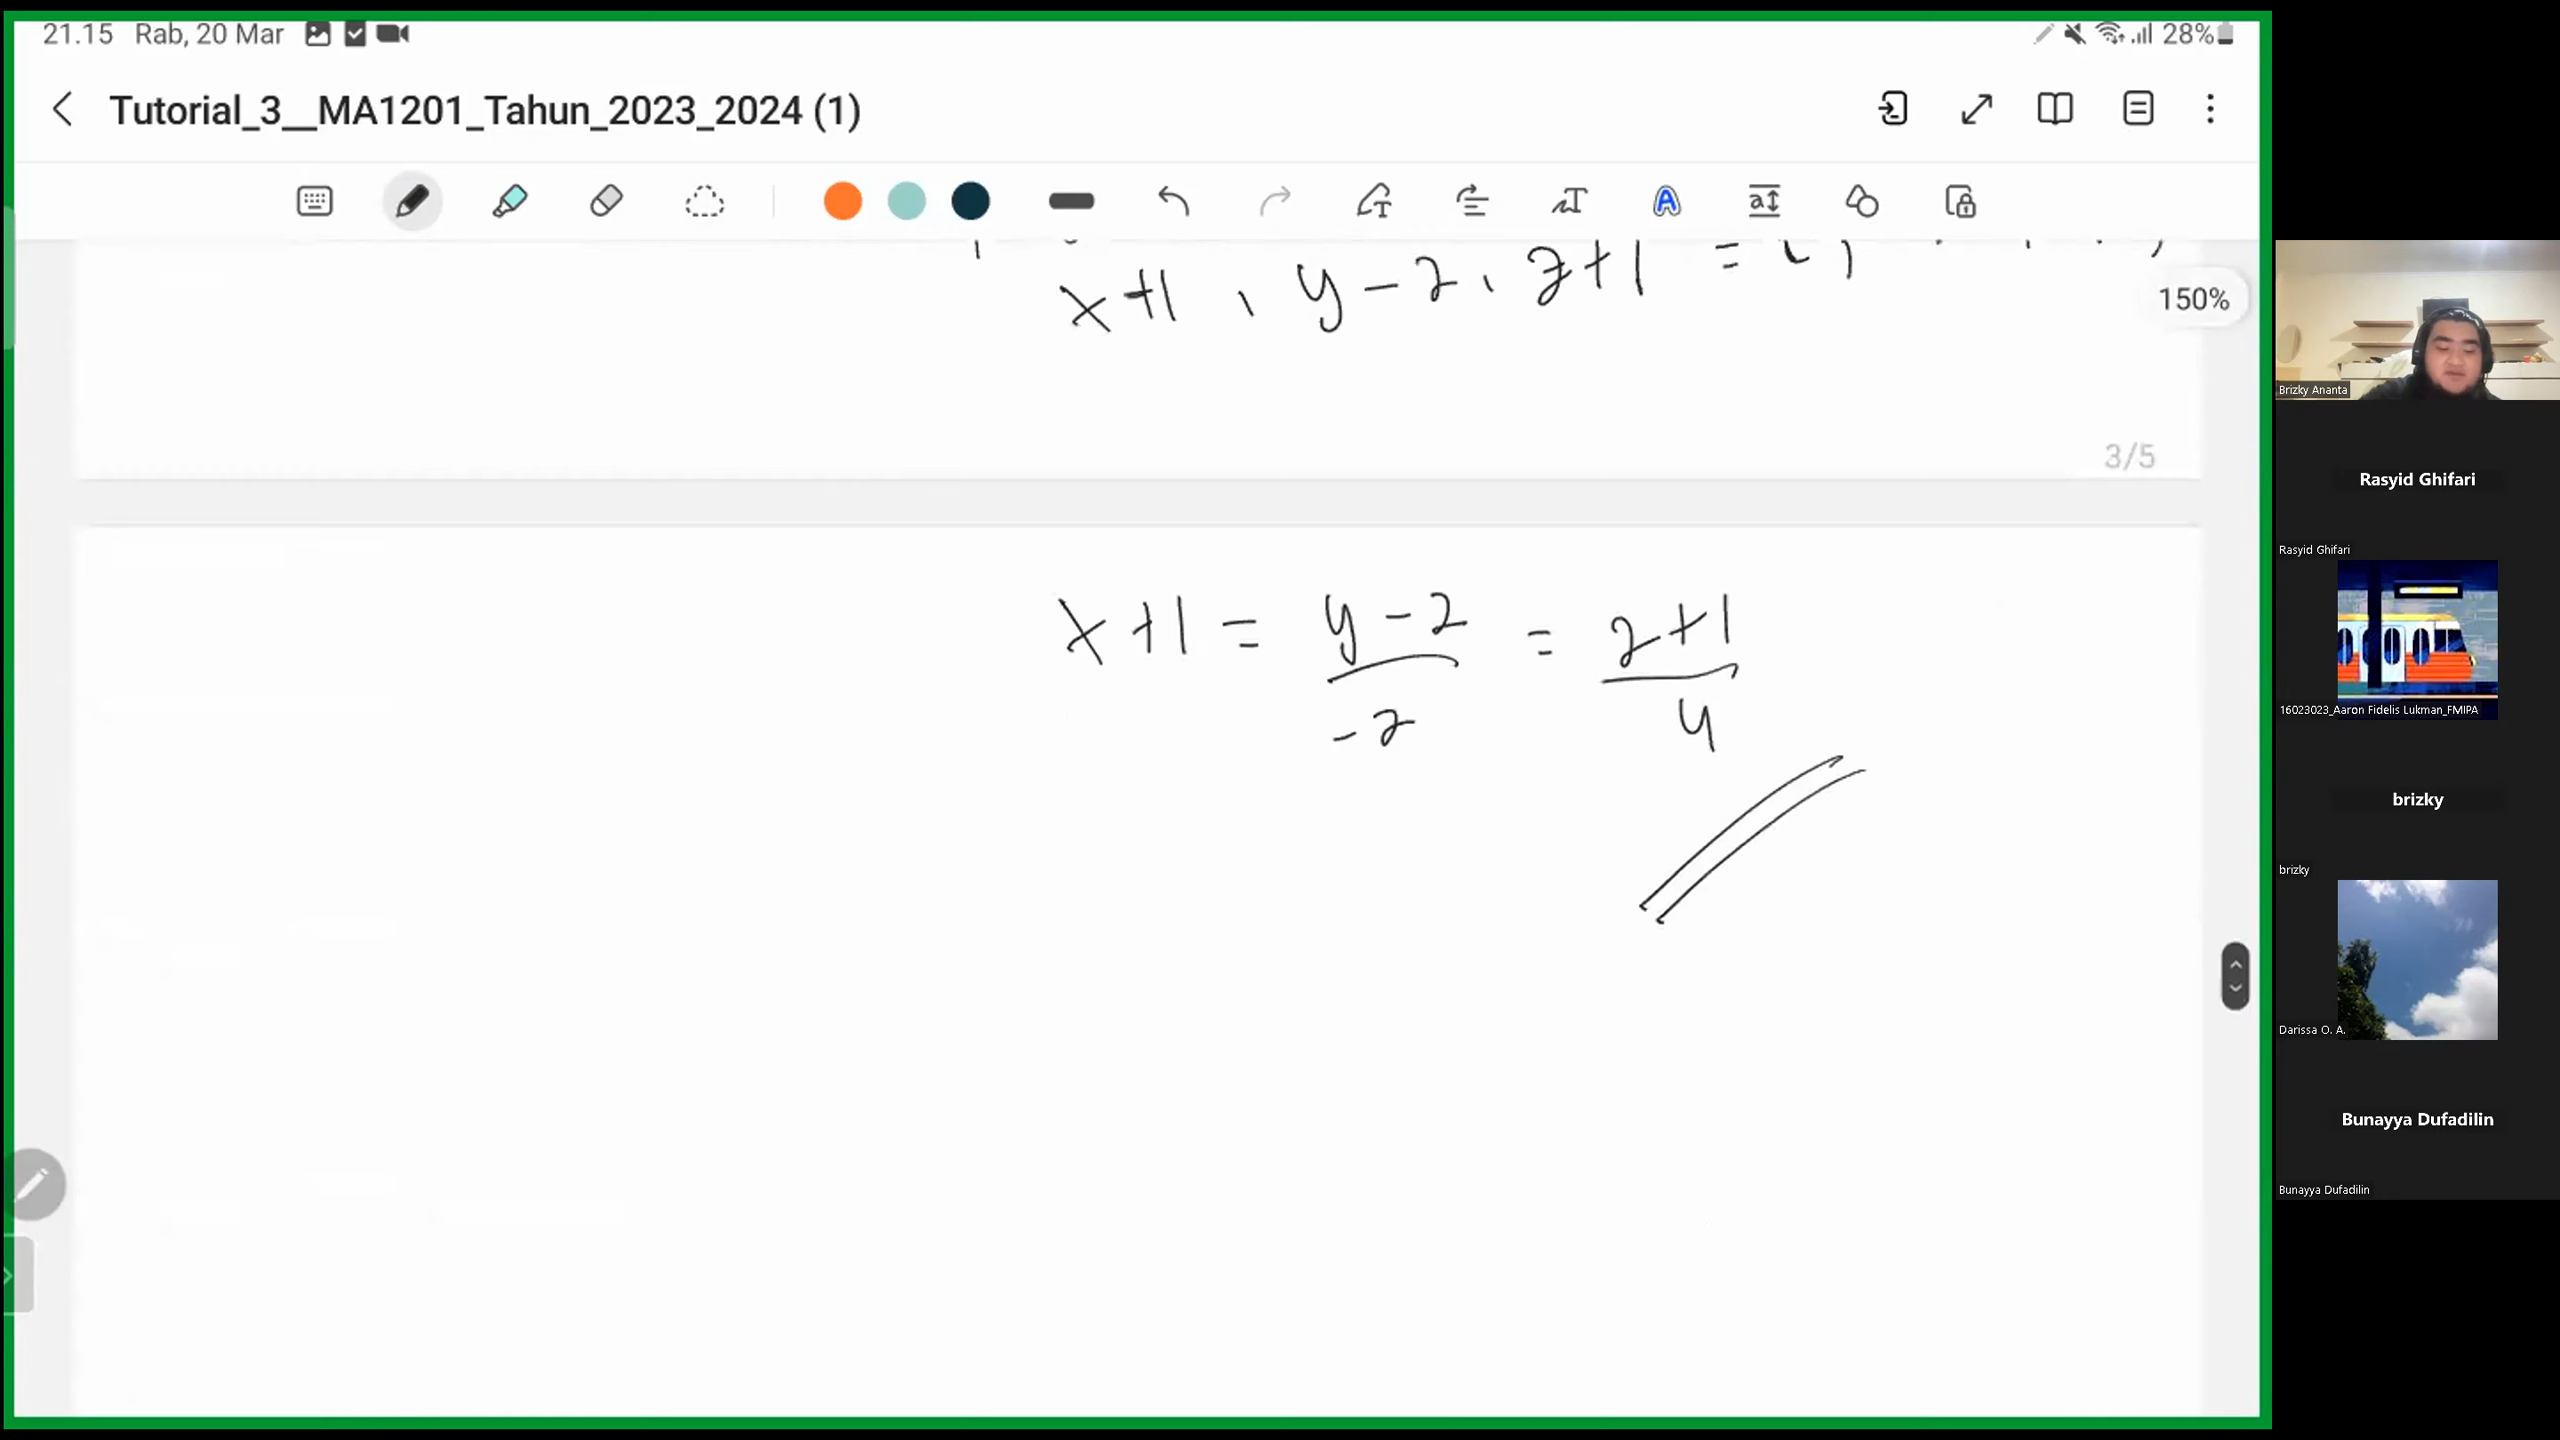 21.15 Rab, 20 Mar
28%
Tutorial_3__MA1201_Tahun_2023_2024 (1)
x+1, y-2, z+1 =
150%
3/5
x+1 = y-2 = z+1
-2 4
Brizky Ananta
Rasyid Ghifari
Rasyid Ghifari
16023023_Aaron Fidelis Lukman_FMIPA
brizky
brizky
Darissa O. A.
Bunayya Dufadilin
Bunayya Dufadilin